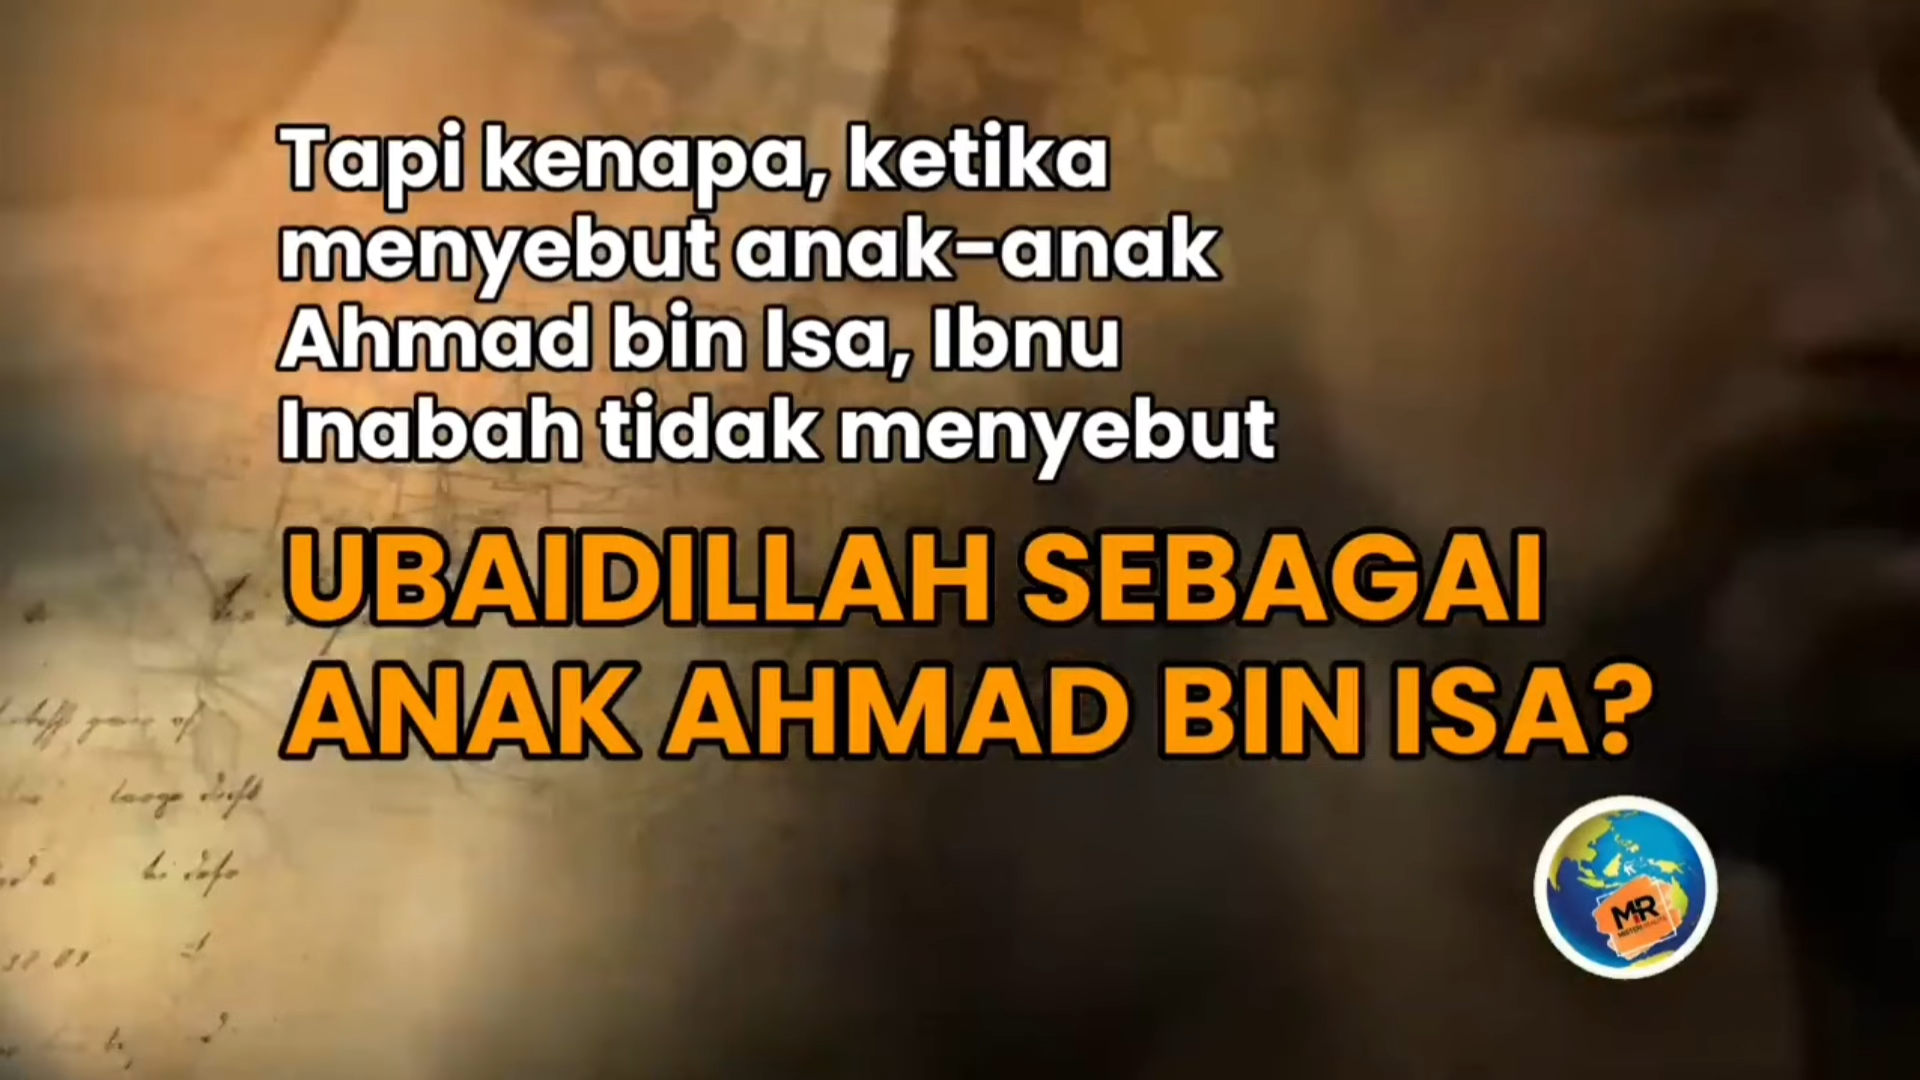 Tapi kenapa, ketika
menyebut anak-anak
Ahmad bin Isa, Ibnu
Inabah tidak menyebut
UBAIDILLAH SEBAGAI
ANAK AHMAD BIN ISA?
MR